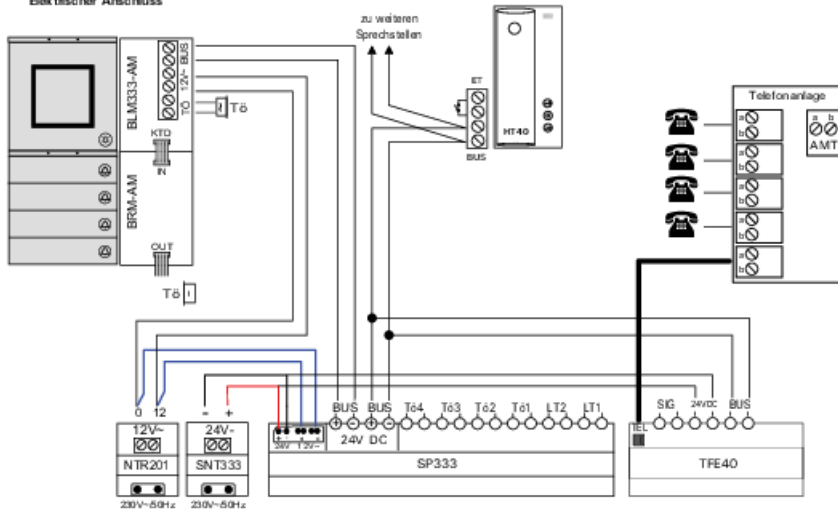 Elektrischer Anschluss
zu weiteren
Sprechstellen
BLM333-AM
BUS
12V~
TÖ
Tö
KTD
IN
BRM-AM
OUT
Tö
ET
BUS
HT40
Telefonanlage
a b
AMT
a
b
a
b
a
b
a
b
a
b
0 12
- +
12V~
NTR201
230V~50Hz
24V-
SNT333
230V~50Hz
24V 12V~
BUS BUS Tö4 Tö3 Tö2 Tö1 LT2 LT1
+ - + -
24V DC
SP333
TEL SIG 24VDC BUS
TFE40